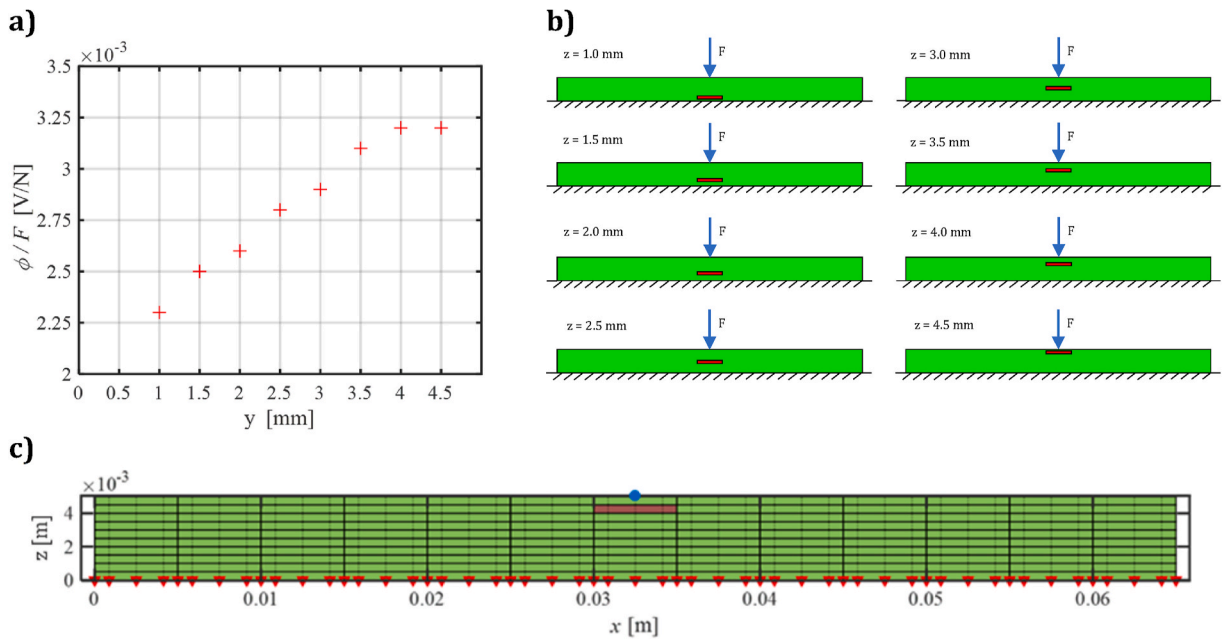 a)
×10⁻³
3.5
3.25
3
2.75
2.5
2.25
2
0 0.5 1 1.5 2 2.5 3 3.5 4 4.5
ϕ / F [V/N]
y [mm]
b)
z = 1.0 mm
F
z = 1.5 mm
F
z = 2.0 mm
F
z = 2.5 mm
F
z = 3.0 mm
F
z = 3.5 mm
F
z = 4.0 mm
F
z = 4.5 mm
F
c)
×10⁻³
4
2
0
z [m]
0 0.01 0.02 0.03 0.04 0.05 0.06
x [m]